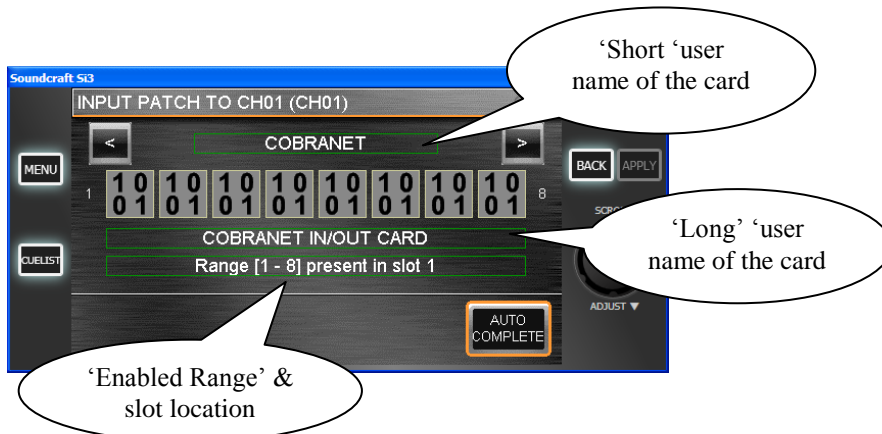 ‘Short ‘user
name of the card
Soundcraft Si3
INPUT PATCH TO CH01 (CH01)
< COBRANET >
MENU
BACK APPLY
1 10 10 10 10 10 10 10 10 8
01 01 01 01 01 01 01 01
COBRANET IN/OUT CARD
‘Long’ ‘user
name of the card
CUELIST
Range [1 - 8] present in slot 1
ADJUST ▼
AUTO
COMPLETE
‘Enabled Range’ &
slot location